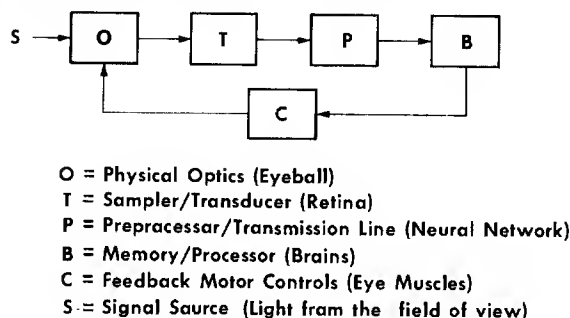 S O T P B
C
O = Physical Optics (Eyeball)
T = Sampler/Transducer (Retina)
P = Prepracessar/Transmission Line (Neural Network)
B = Memory/Processor (Brains)
C = Feedback Motor Controls (Eye Muscles)
S = Signal Saurce (Light fram the field of view)